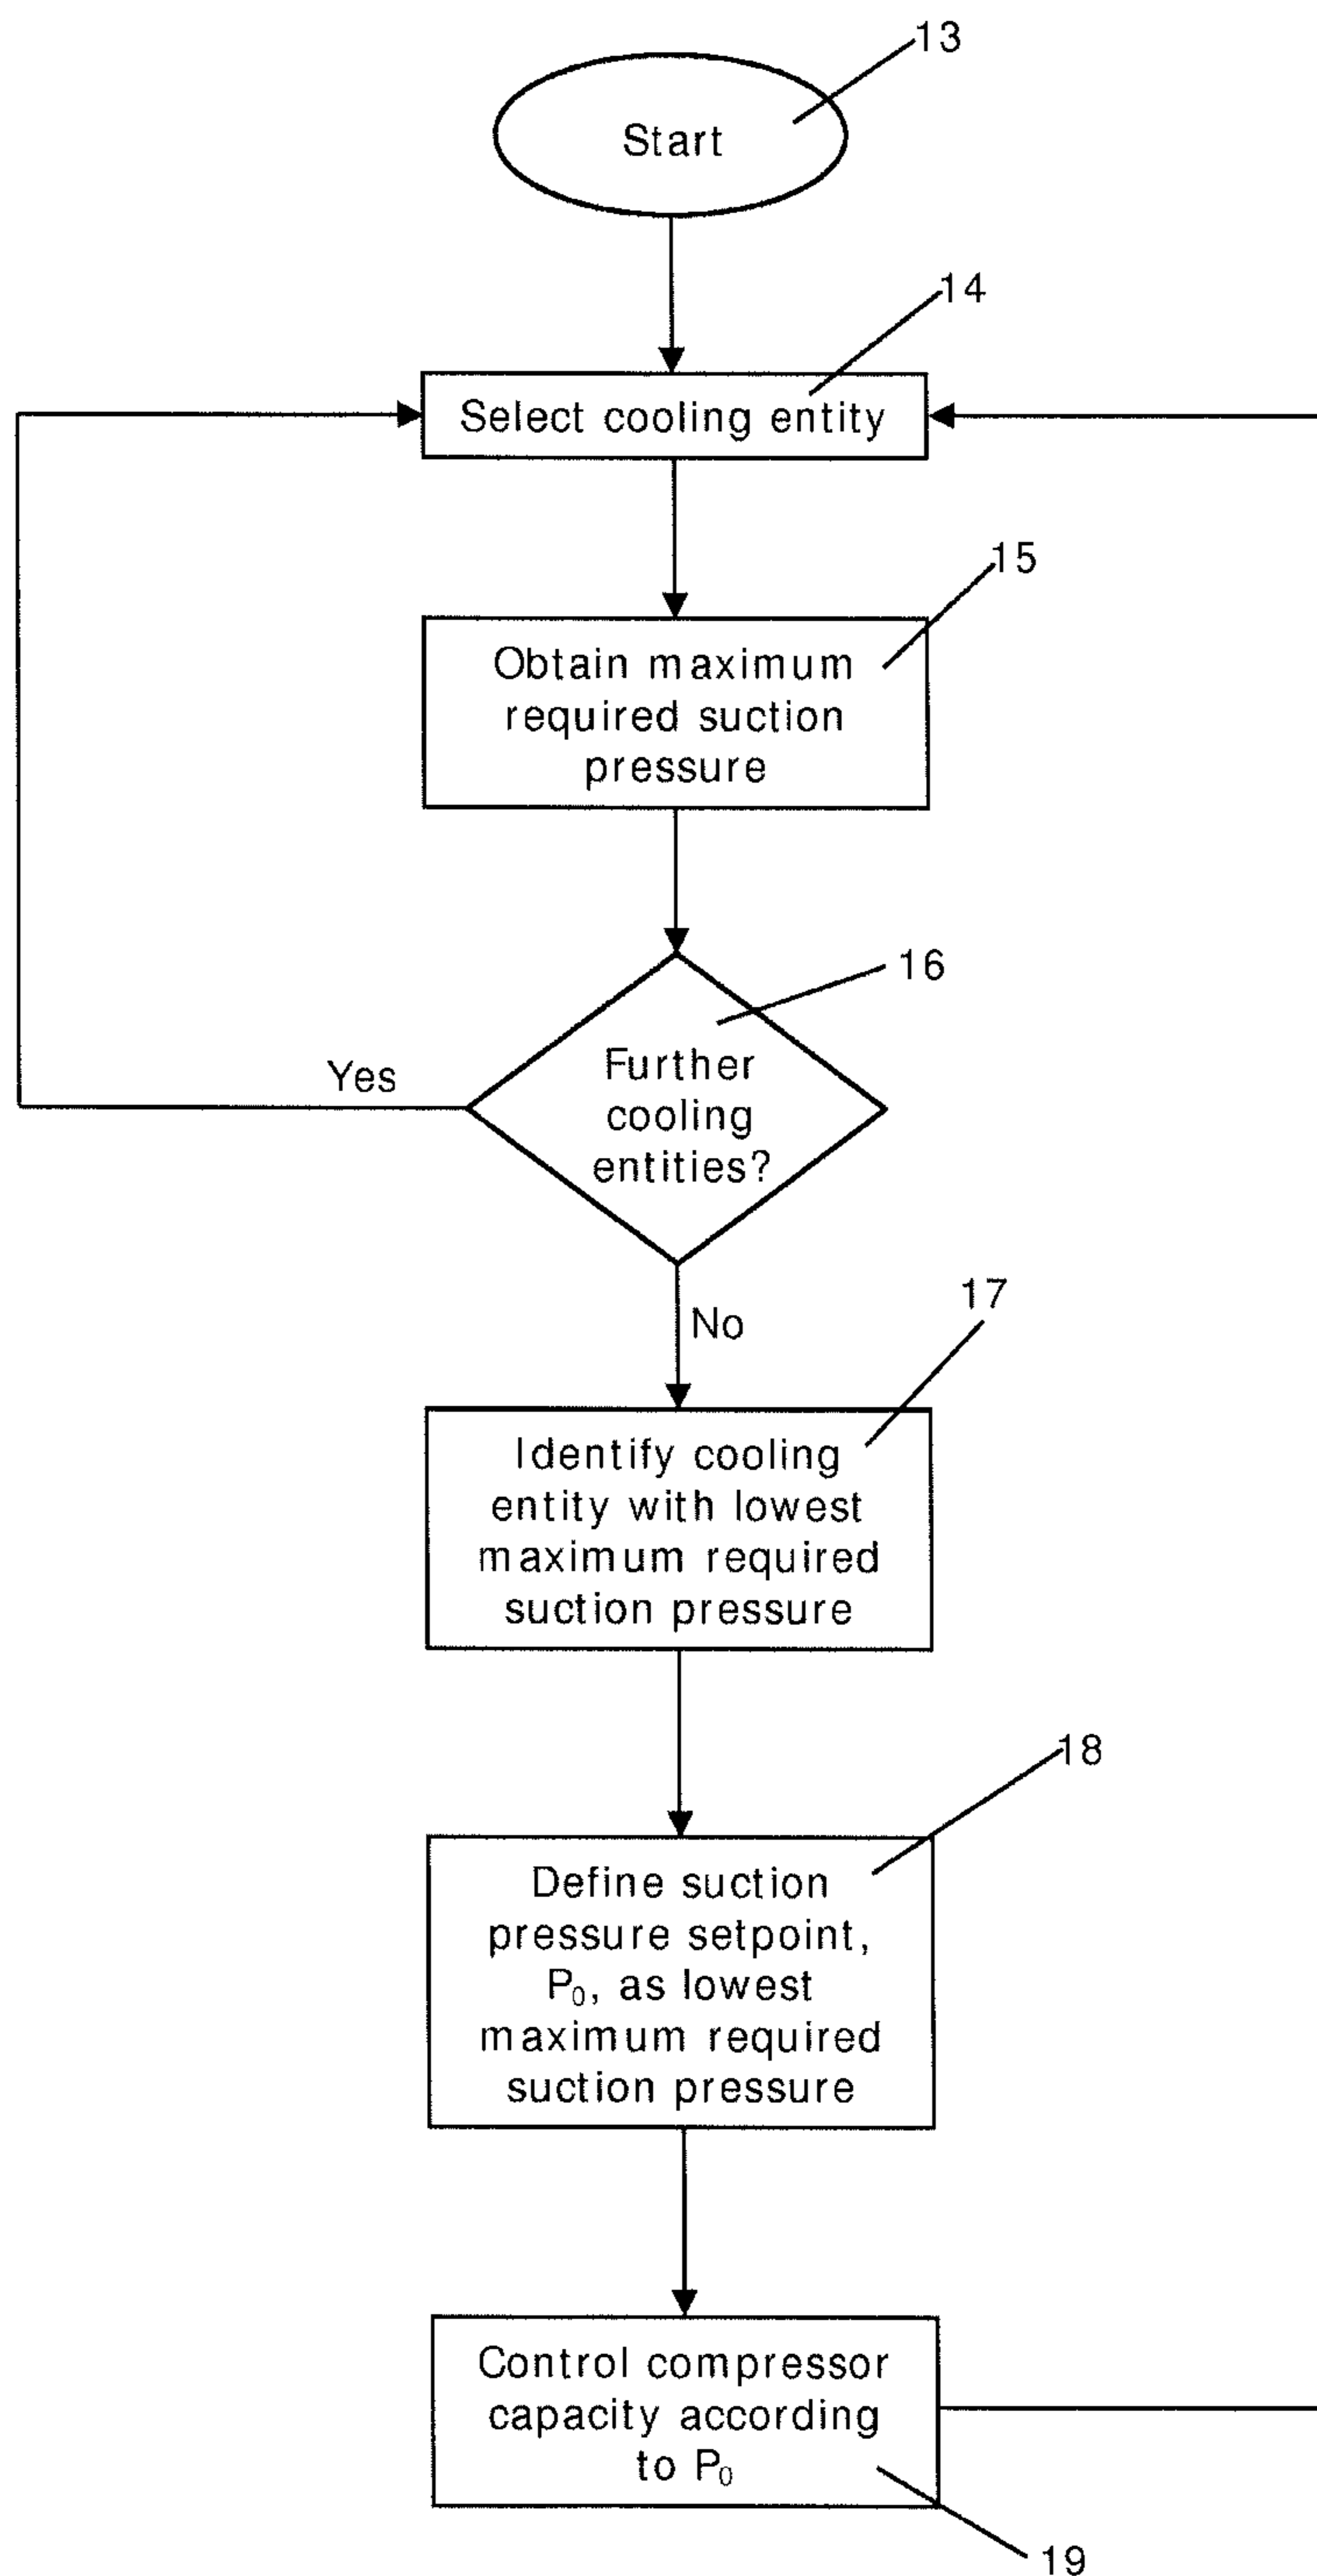 13
Start
14
Select cooling entity
15
Obtain maximum
required suction
pressure
16
Further
cooling
entities?
Yes
No
17
Identify cooling
entity with lowest
maximum required
suction pressure
18
Define suction
pressure setpoint,
P₀, as lowest
maximum required
suction pressure
Control compressor
capacity according
to P₀
19